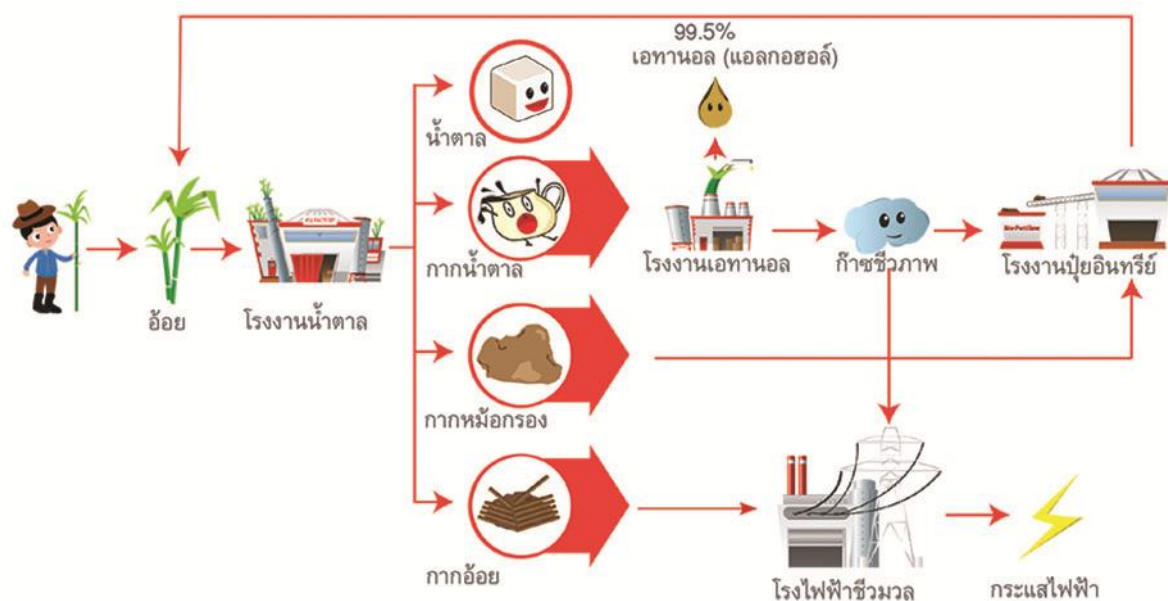 99.5%
เอทานอล (แอลกอฮอล์)
น้ำตาล
อ้อย
โรงงานน้ำตาล
กากน้ำตาล
โรงงานเอทานอล
ก๊าซชีวภาพ
โรงงานปุ๋ยอินทรีย์
กากหม้อกรอง
กากอ้อย
โรงไฟฟ้าชีวมวล
กระแสไฟฟ้า